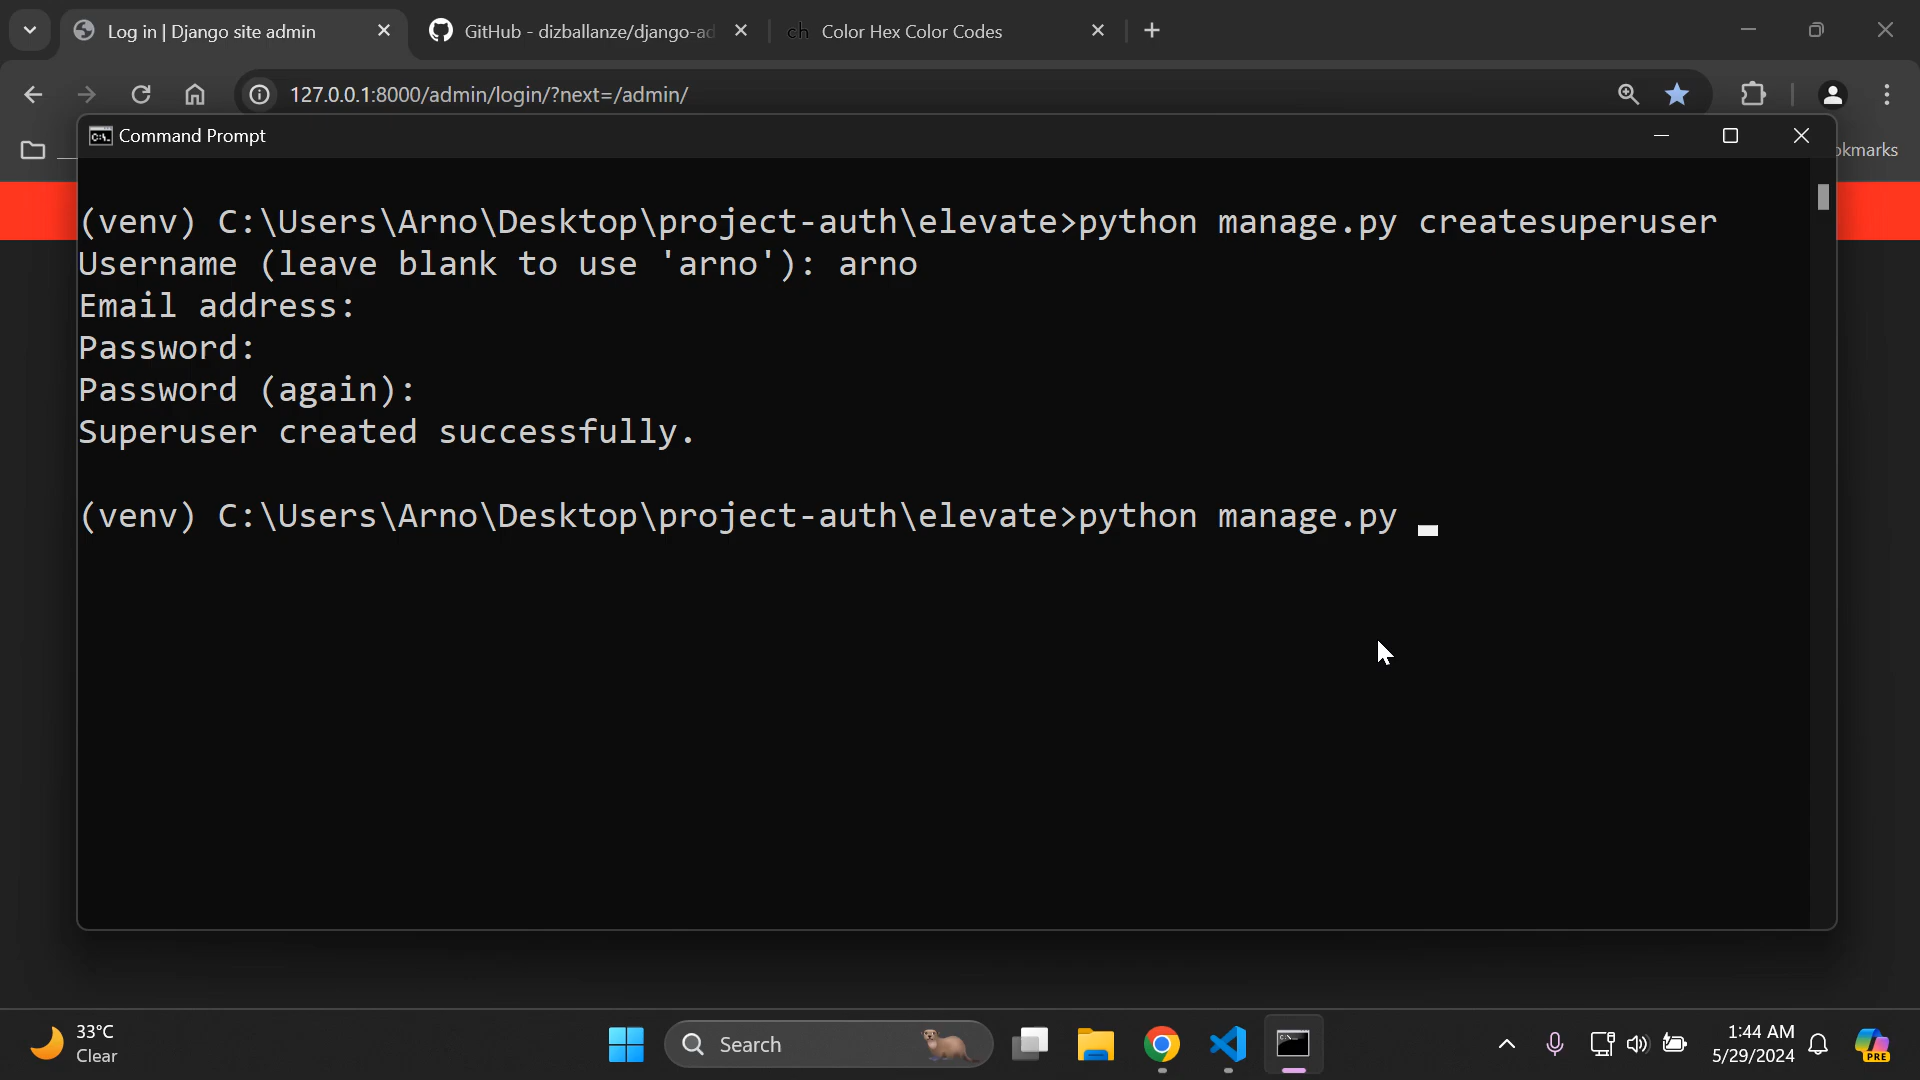 Log in | Django site admin
GitHub - dizballanze/django-ad
ch Color Hex Color Codes
127.0.0.1:8000/admin/login/?next=/admin/
okmarks
Command Prompt
(venv) C:\Users\Arno\Desktop\project-auth\elevate>python manage.py createsuperuser
Username (leave blank to use 'arno'): arno
Email address:
Password:
Password (again):
Superuser created successfully.
(venv) C:\Users\Arno\Desktop\project-auth\elevate>python manage.py
33°C
Clear
Search
1:44 AM
5/29/2024
PRE